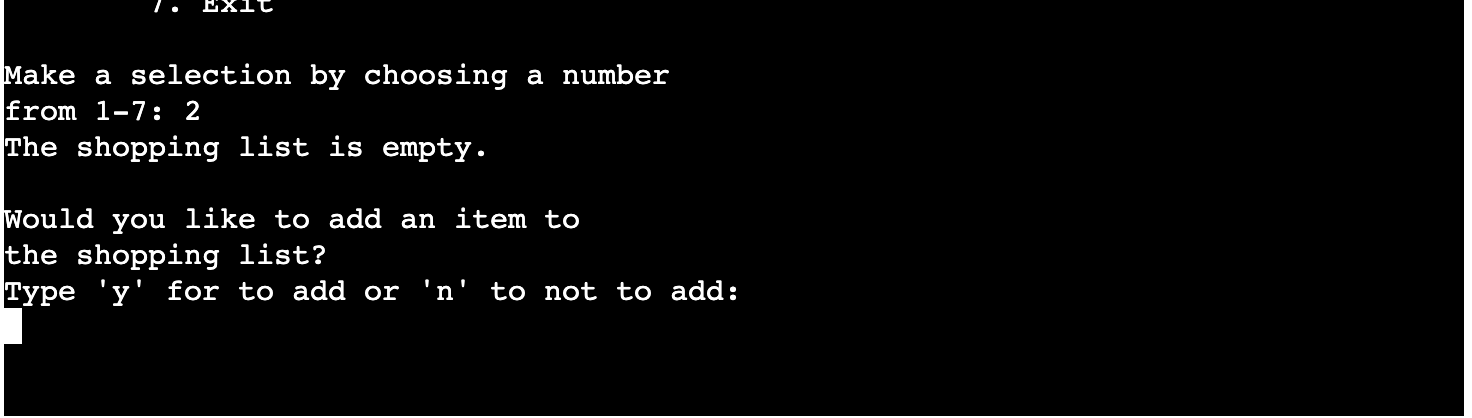 7. Exit
Make a selection by choosing a number
from 1-7: 2
The shopping list is empty.
Would you like to add an item to
the shopping list?
Type 'y' for to add or 'n' to not to add: